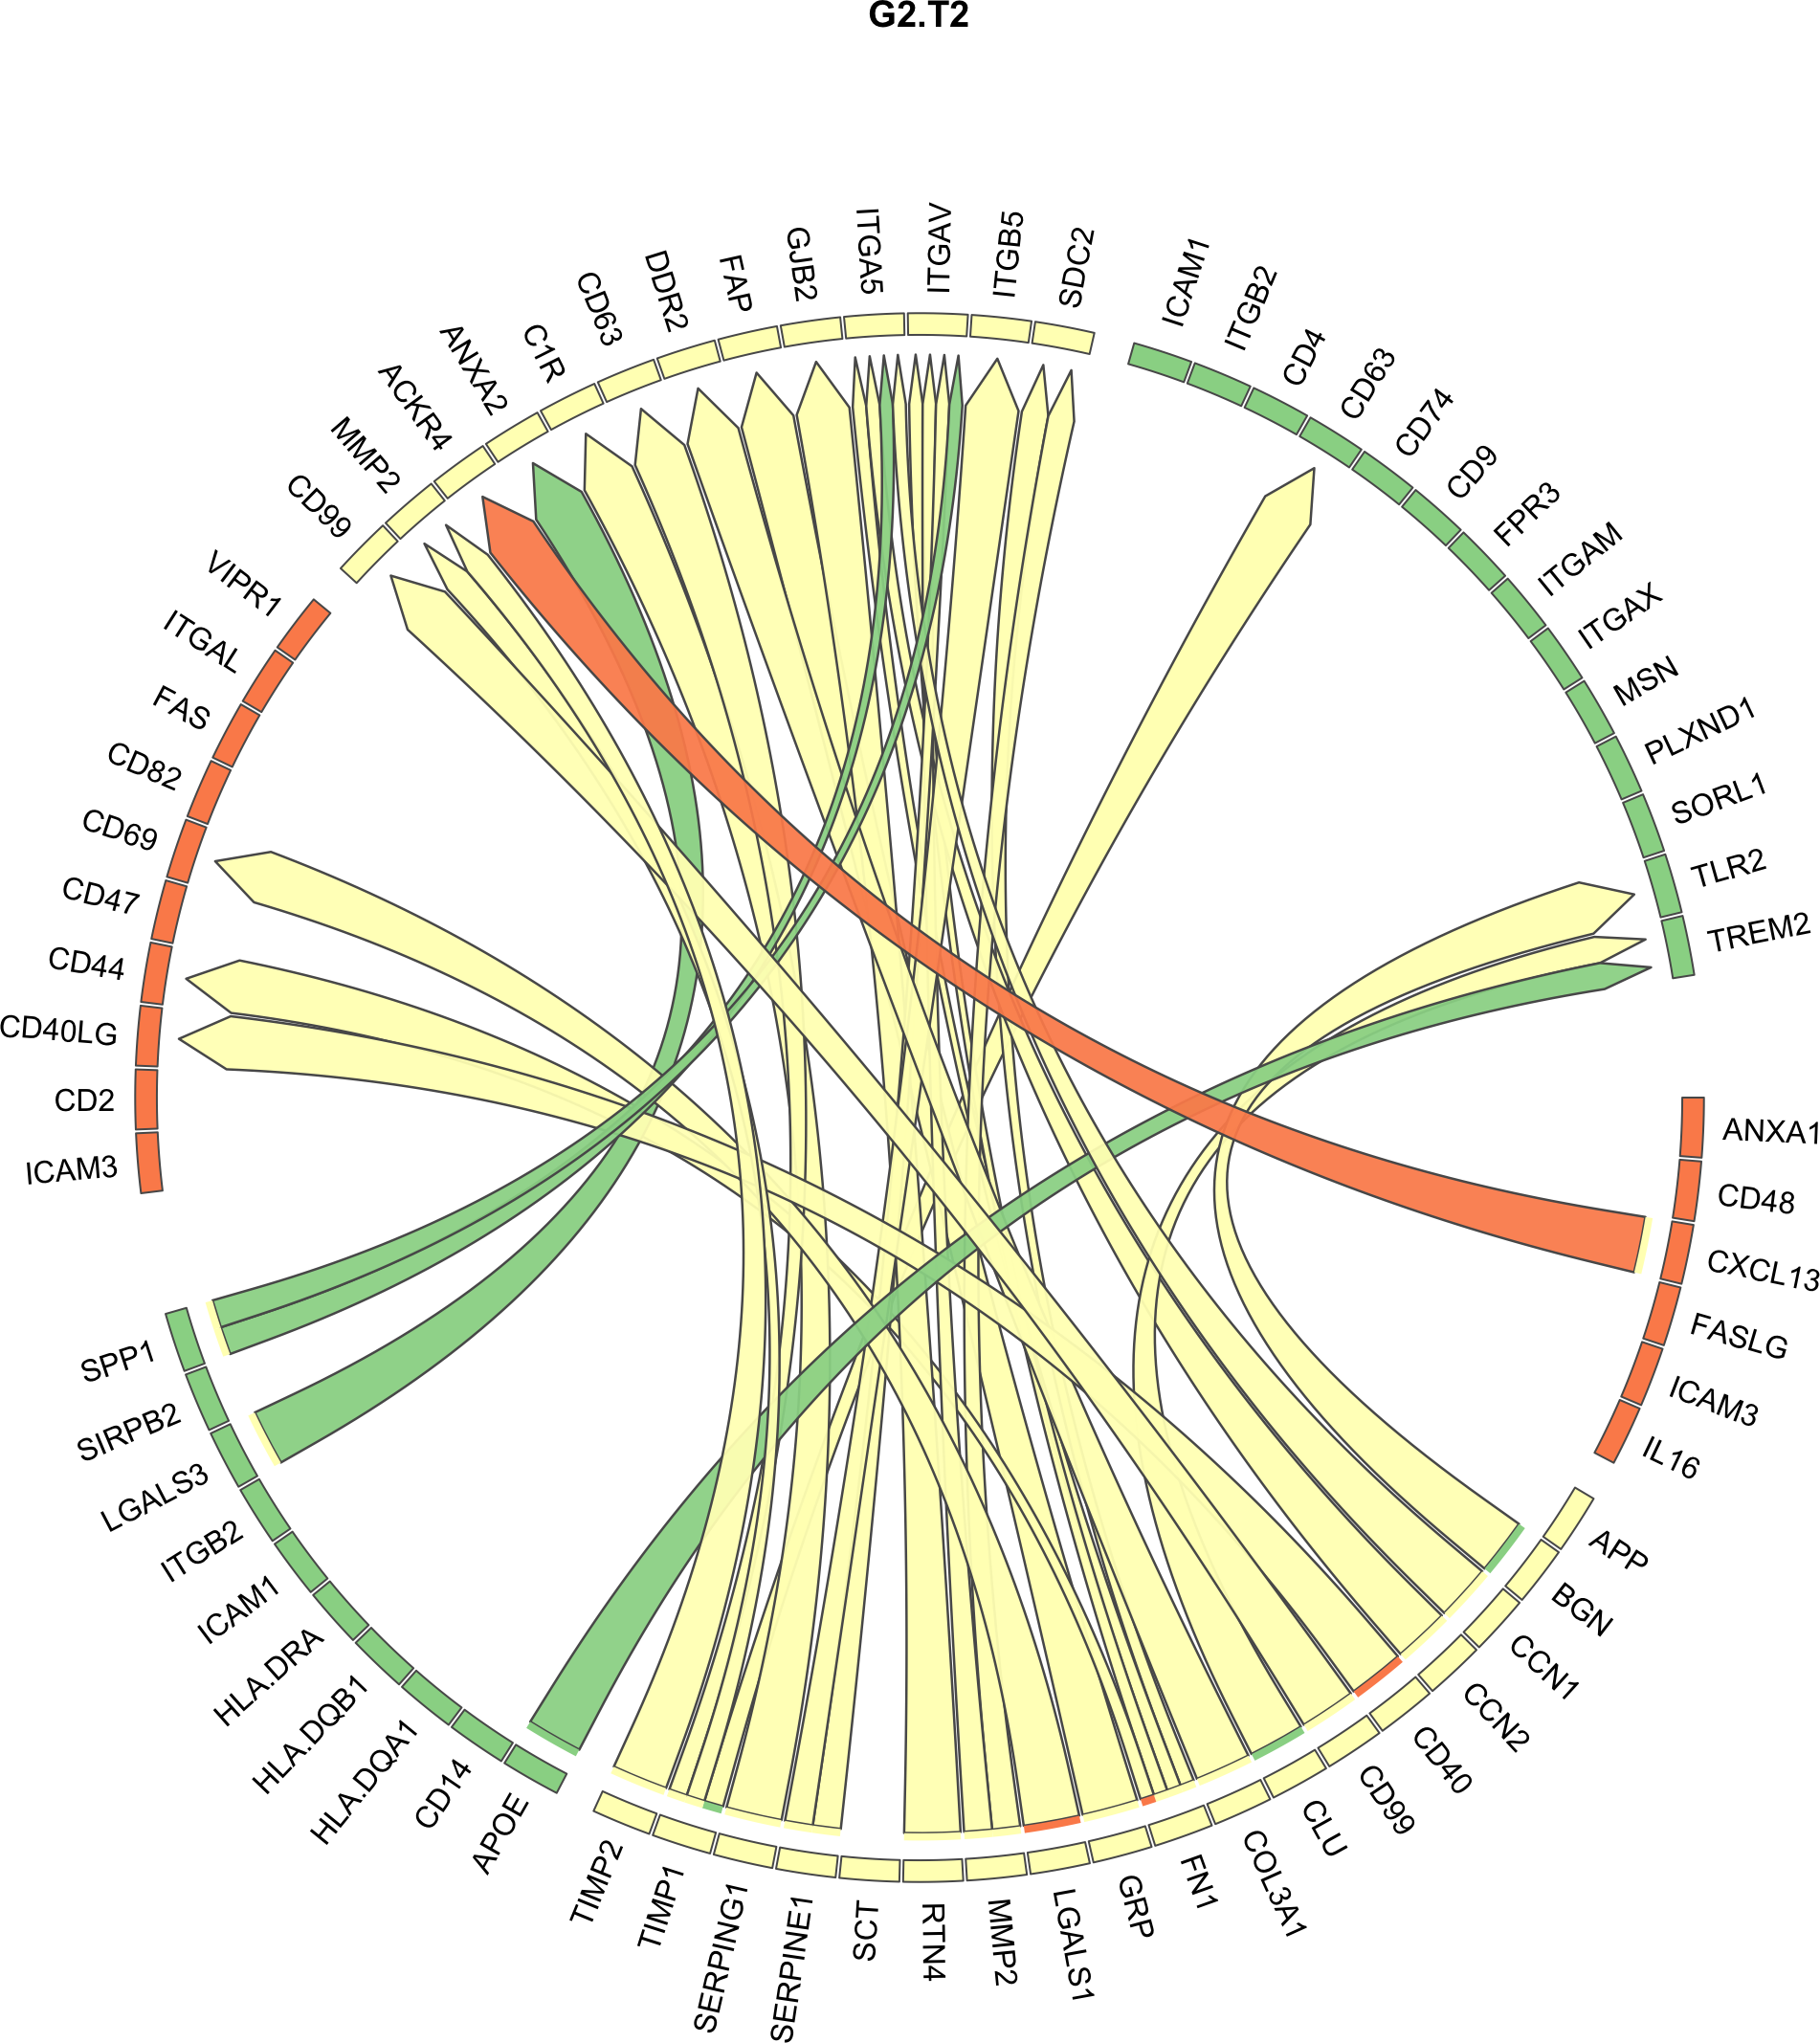 G2.T2
ICAM1
ITGB2
CD4
CD63
CD74
CD9
FPR3
ITGAM
ITGAX
MSN
PLXND1
SORL1
TLR2
TREM2
ANXA1
CD48
CXCL13
FASLG
ICAM3
IL16
APP
BGN
CCN1
CCN2
CD40
CD99
CLU
COL3A1
FN1
GRP
LGALS1
MMP2
RTN4
SCT
SERPINE1
SERPING1
TIMP1
TIMP2
APOE
CD14
HLA.DQA1
HLA.DQB1
HLA.DRA
ICAM1
ITGB2
LGALS3
SIRPB2
SPP1
ICAM3
CD2
CD40LG
CD44
CD47
CD69
CD82
FAS
ITGAL
VIPR1
CD99
MMP2
ACKR4
ANXA2
C1R
CD63
DDR2
FAP
GJB2
ITGA5
ITGAV
ITGB5
SDC2